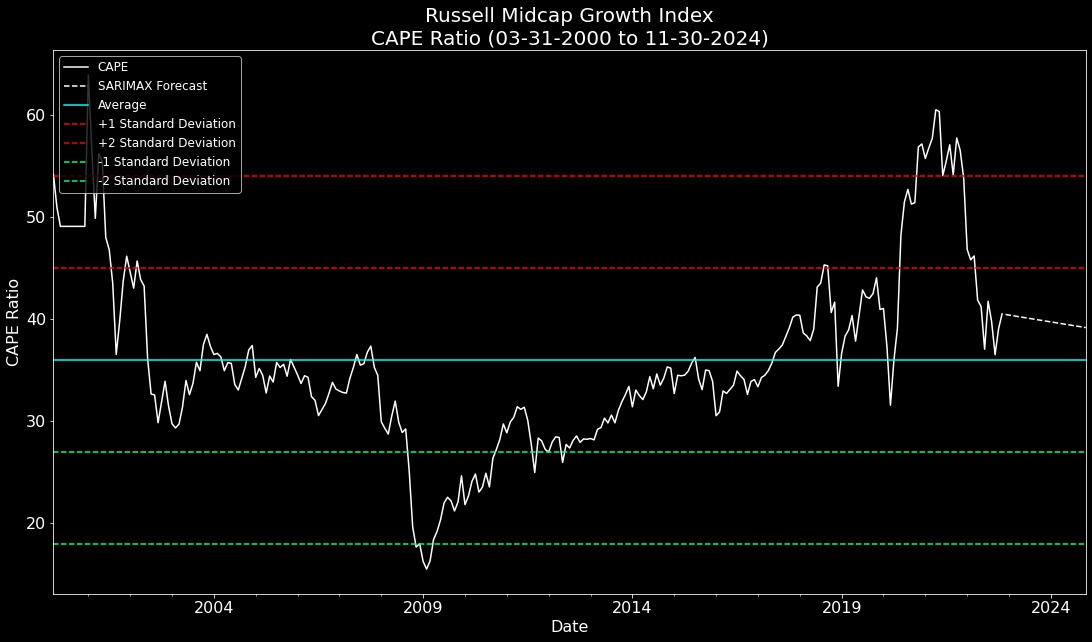 Russell Midcap Growth Index
CAPE Ratio (03-31-2000 to 11-30-2024)
CAPE
SARIMAX Forecast
Average
+1 Standard Deviation
+2 Standard Deviation
-1 Standard Deviation
-2 Standard Deviation
CAPE Ratio
60
50
40
30
20
2004
2009
2014
2019
2024
Date